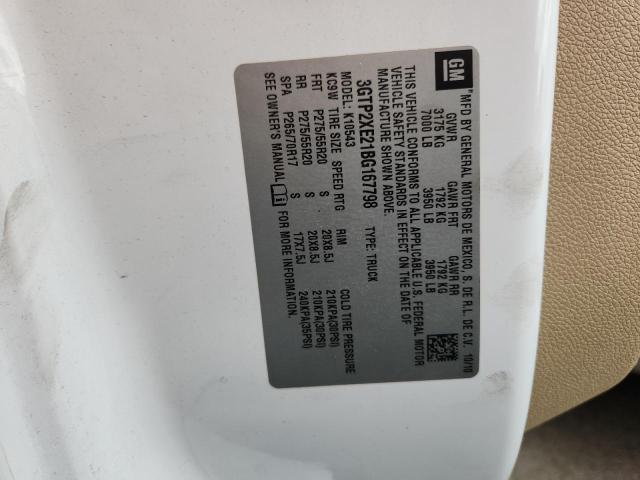 GM
"MFD BY GENERAL MOTORS DE MEXICO, S. DE R.L. DE C.V. 10/10
GVWR GAWR FRT GAWR RR
3175 KG 1792 KG 1792 KG
7000 LB 3950 LB 3950 LB
THIS VEHICLE CONFORMS TO ALL APPLICABLE U.S. FEDERAL MOTOR
VEHICLE SAFETY STANDARDS IN EFFECT ON THE DATE OF
MANUFACTURE SHOWN ABOVE.
3GTP2XE21BG167798 TYPE: TRUCK
MODEL: K10543
KC9W TIRE SIZE SPEED RTG RIM COLD TIRE PRESSURE
FRT P275/55R20 S 20X8.5J 210KPA(30PSI)
RR P275/55R20 S 20X8.5J 210KPA(30PSI)
SPA P265/70R17 S 17X7.5J 240KPA(35PSI)
SEE OWNER'S MANUAL FOR MORE INFORMATION.